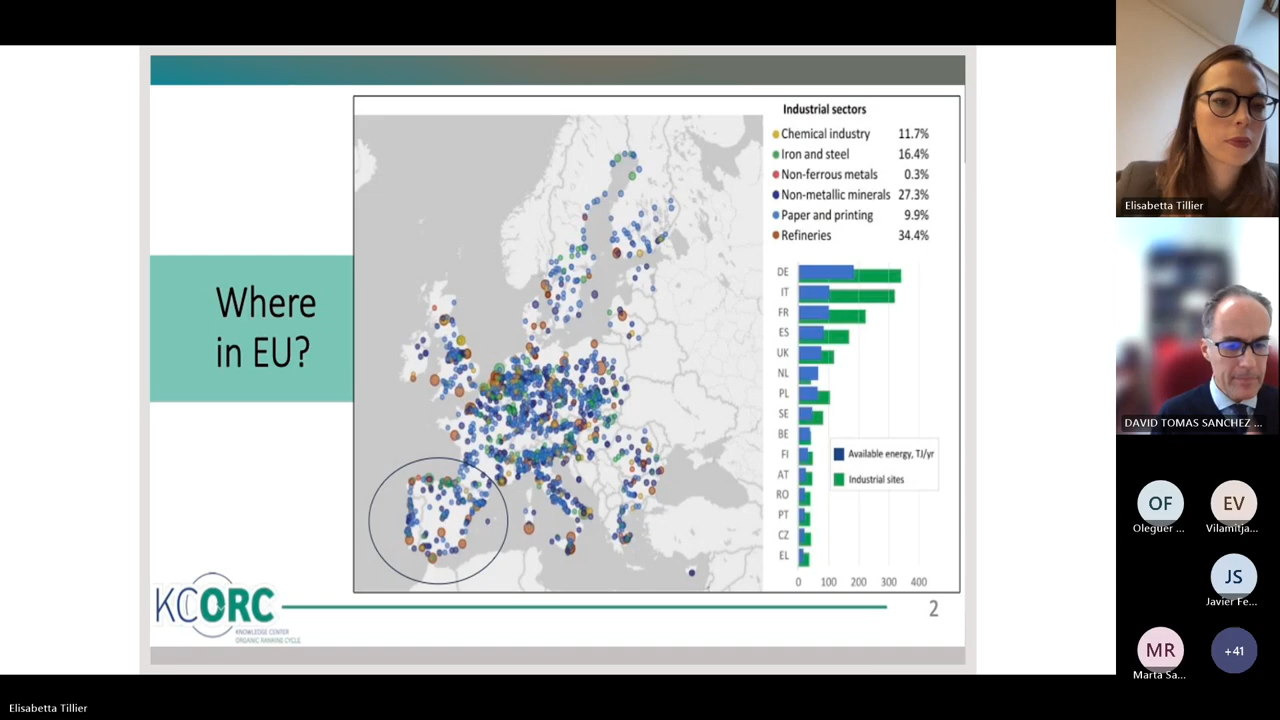 Where
in EU?
Industrial sectors
Chemical industry 11.7%
Iron and steel 16.4%
Non-ferrous metals 0.3%
Non-metallic minerals 27.3%
Paper and printing 9.9%
Refineries 34.4%
DE
IT
FR
ES
UK
NL
PL
SE
BE
FI
AT
RO
PT
CZ
EL
Available energy, TJ/yr
Industrial sites
0 100 200 300 400
KCORC
KNOWLEDGE CENTER
ORGANIC RANKINE CYCLE
2
Elisabetta Tillier
DAVID TOMAS SANCHEZ ...
OF
Oleguer ...
EV
Vilamitja...
JS
Javier Fe...
MR
Marta Sa...
+41
Elisabetta Tillier